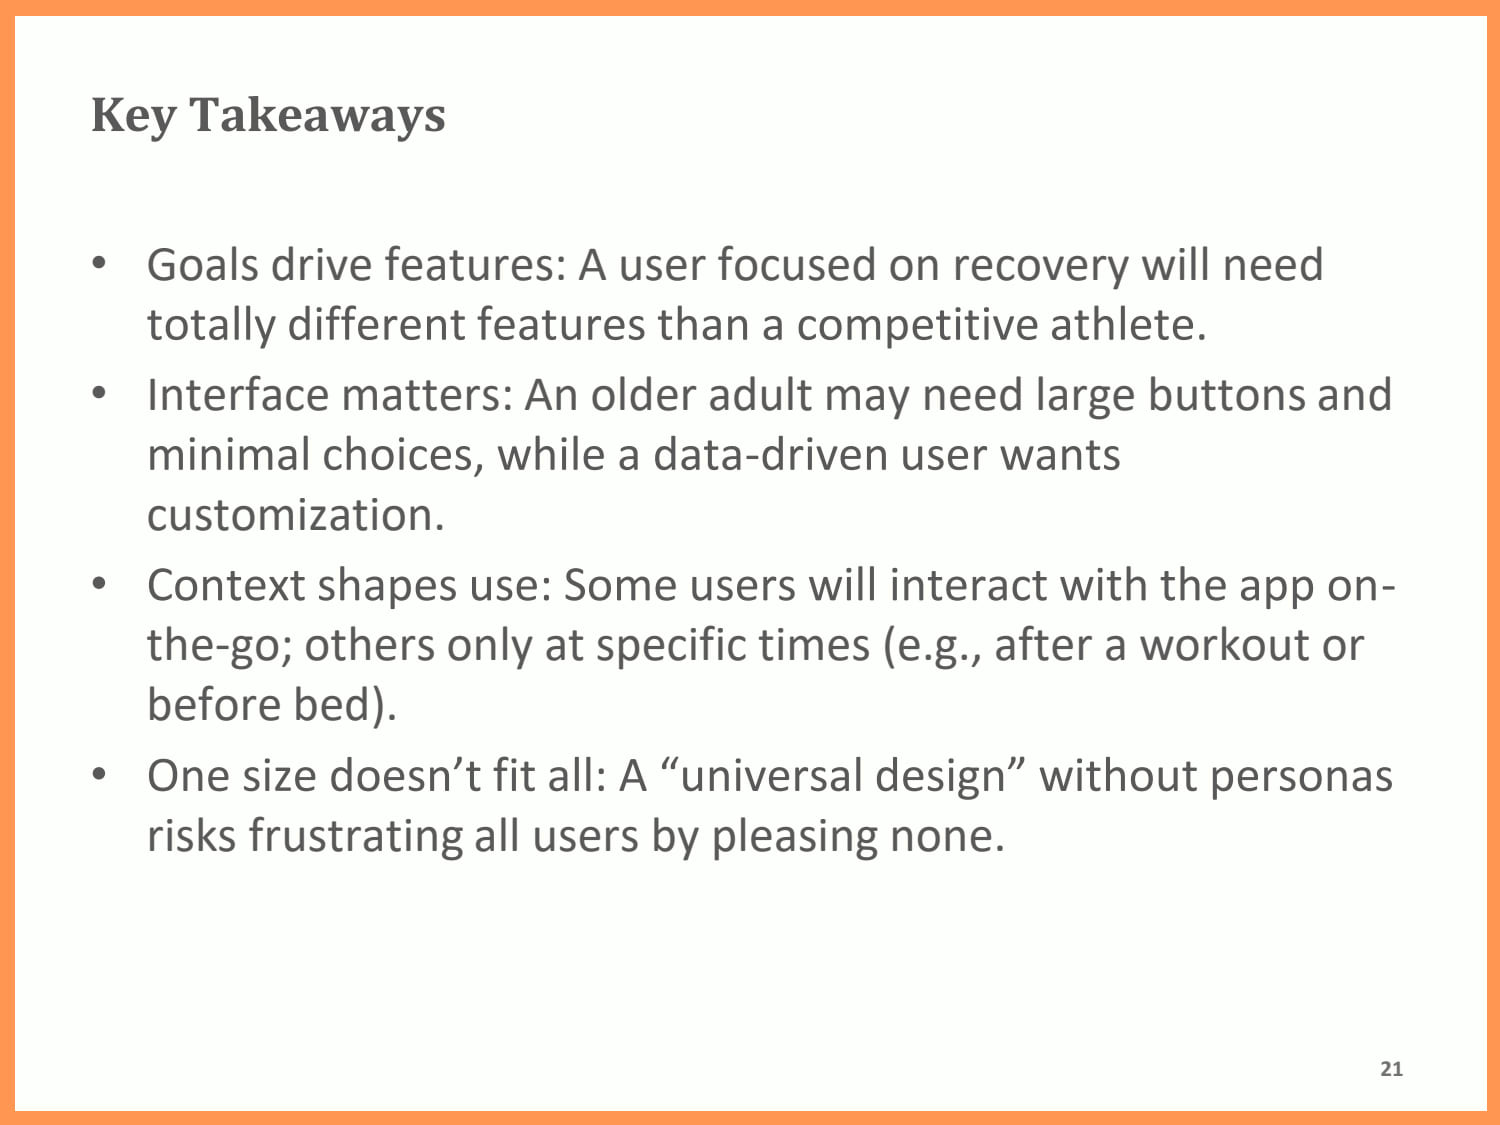 Key Takeaways
• Goals drive features: A user focused on recovery will need
totally different features than a competitive athlete.
• Interface matters: An older adult may need large buttons and
minimal choices, while a data-driven user wants
customization.
• Context shapes use: Some users will interact with the app on-
the-go; others only at specific times (e.g., after a workout or
before bed).
• One size doesn’t fit all: A “universal design” without personas
risks frustrating all users by pleasing none.
21